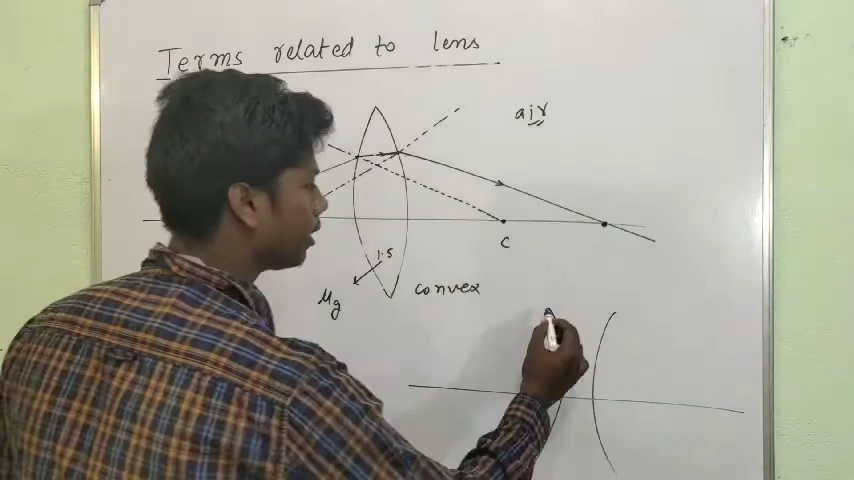 Terms related to lens
air
C
1.5
μg
convex